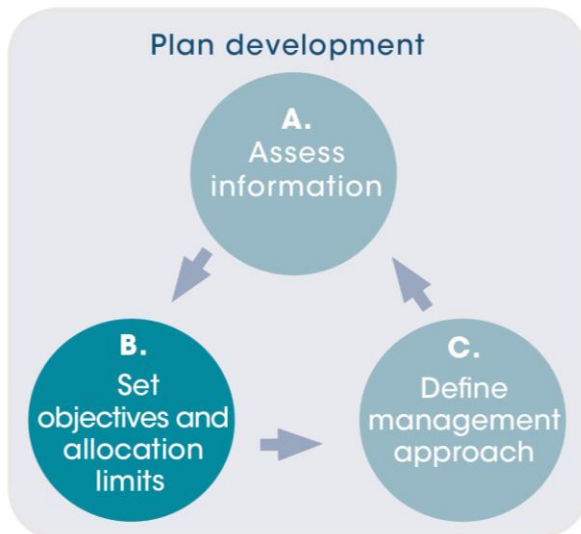 Plan development
A.
Assess
information
B.
Set
objectives and
allocation
limits
C.
Define
management
approach